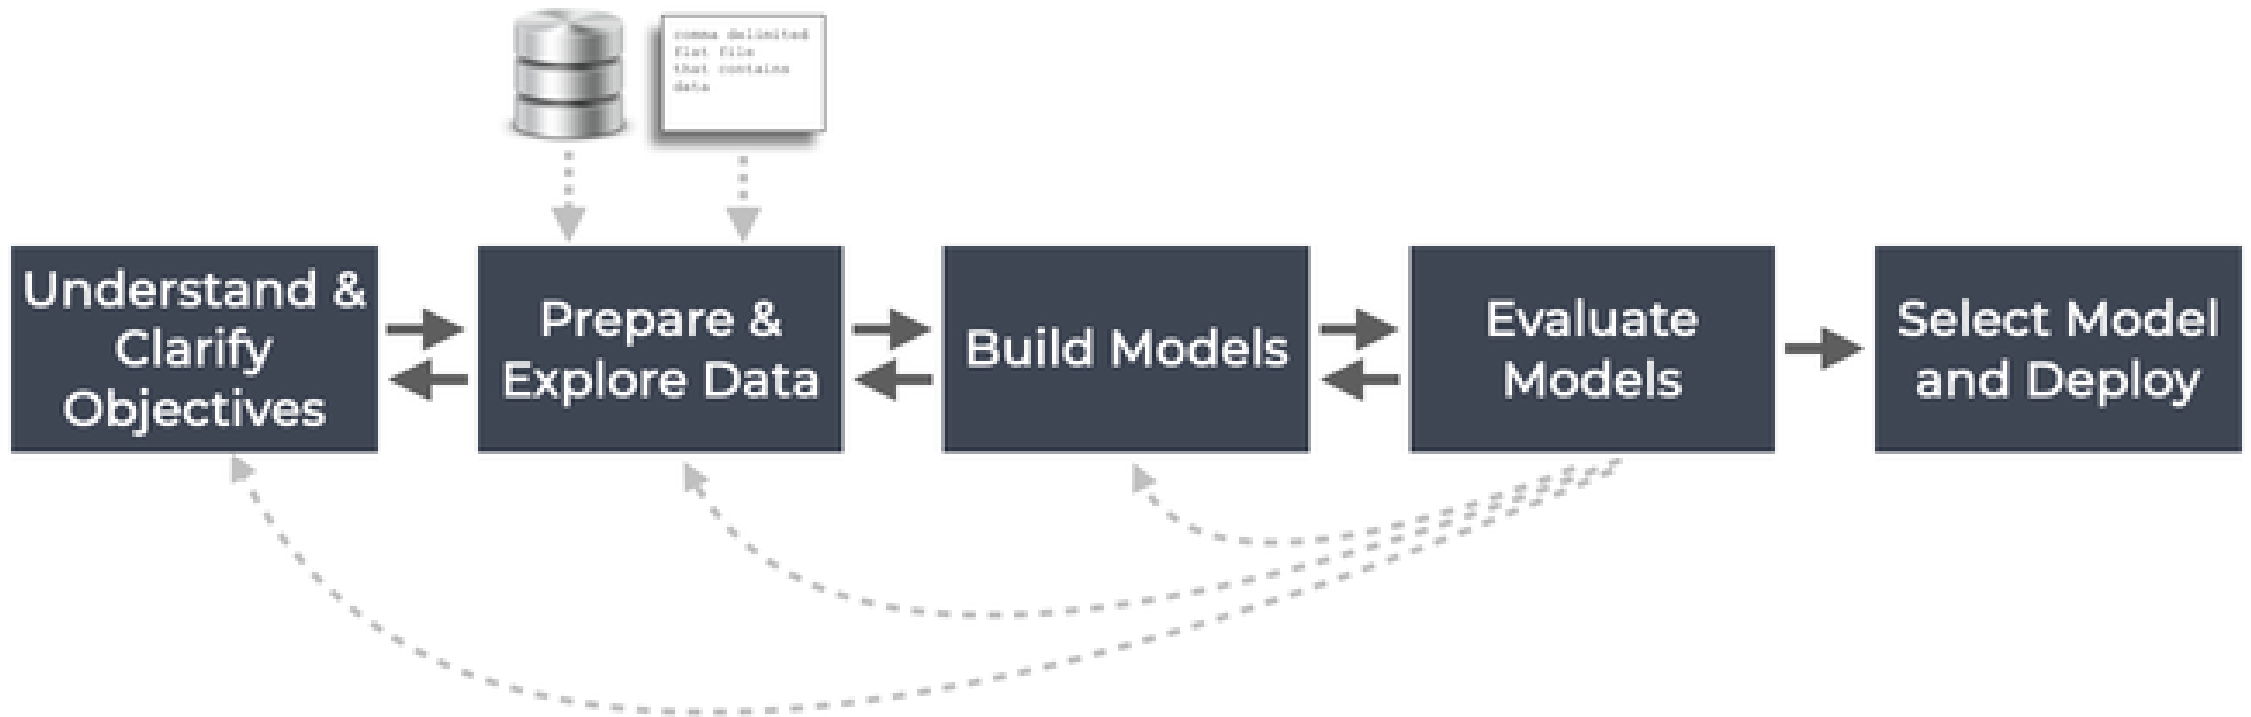 comma delimited
flat file
that contains
data
Understand &
Clarify
Objectives
Prepare &
Explore Data
Build Models
Evaluate
Models
Select Model
and Deploy